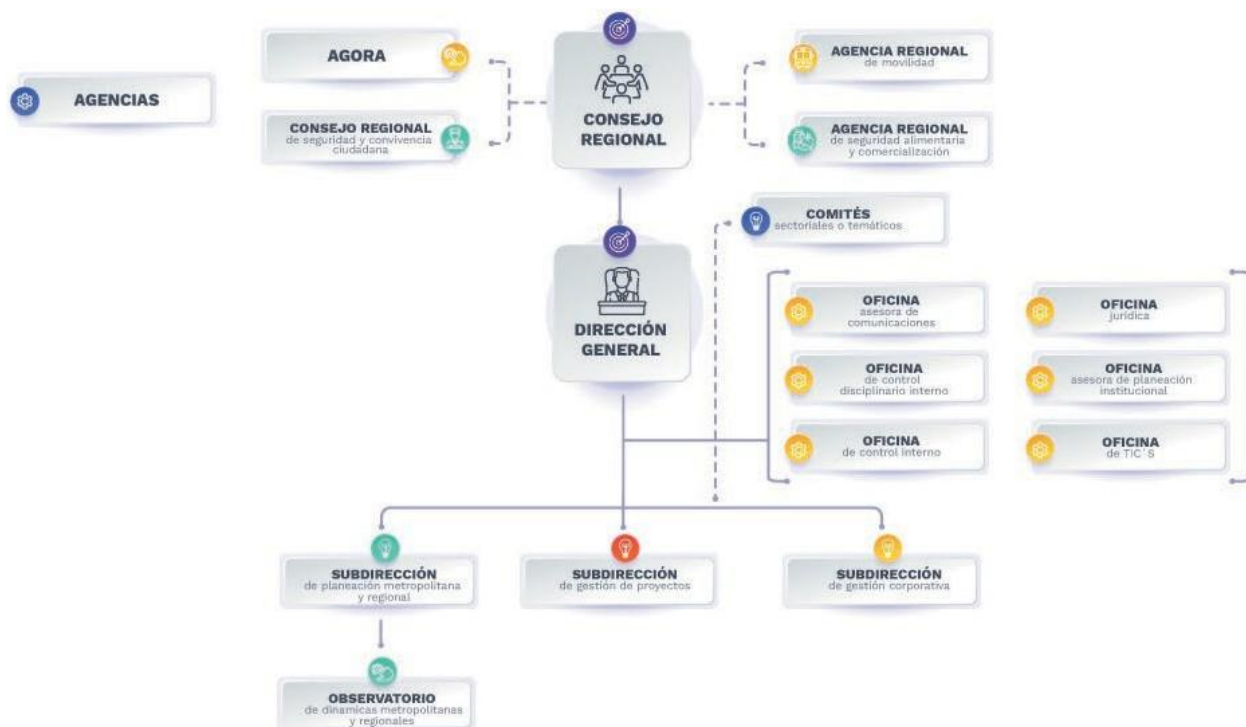 AGENCIAS
AGORA
CONSEJO REGIONAL
de seguridad y convivencia
ciudadana
CONSEJO
REGIONAL
AGENCIA REGIONAL
de movilidad
AGENCIA REGIONAL
de seguridad alimentaria
y comercialización
COMITÉS
sectoriales o temáticos
DIRECCIÓN
GENERAL
OFICINA
asesora de
comunicaciones
OFICINA
jurídica
OFICINA
de control
disciplinario interno
OFICINA
asesora de planeación
institucional
OFICINA
de control interno
OFICINA
de TIC´S
SUBDIRECCIÓN
de planeación metropolitana
y regional
SUBDIRECCIÓN
de gestión de proyectos
SUBDIRECCIÓN
de gestión corporativa
OBSERVATORIO
de dinamicas metropolitanas
y regionales